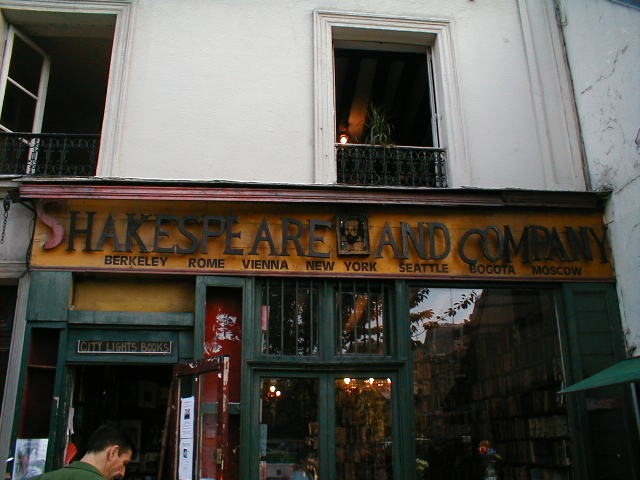 SHAKESPEARE AND COMPANY
BERKELEY ROME VIENNA NEW YORK SEATTLE BOGOTA MOSCOW
CITY LIGHTS BOOKS